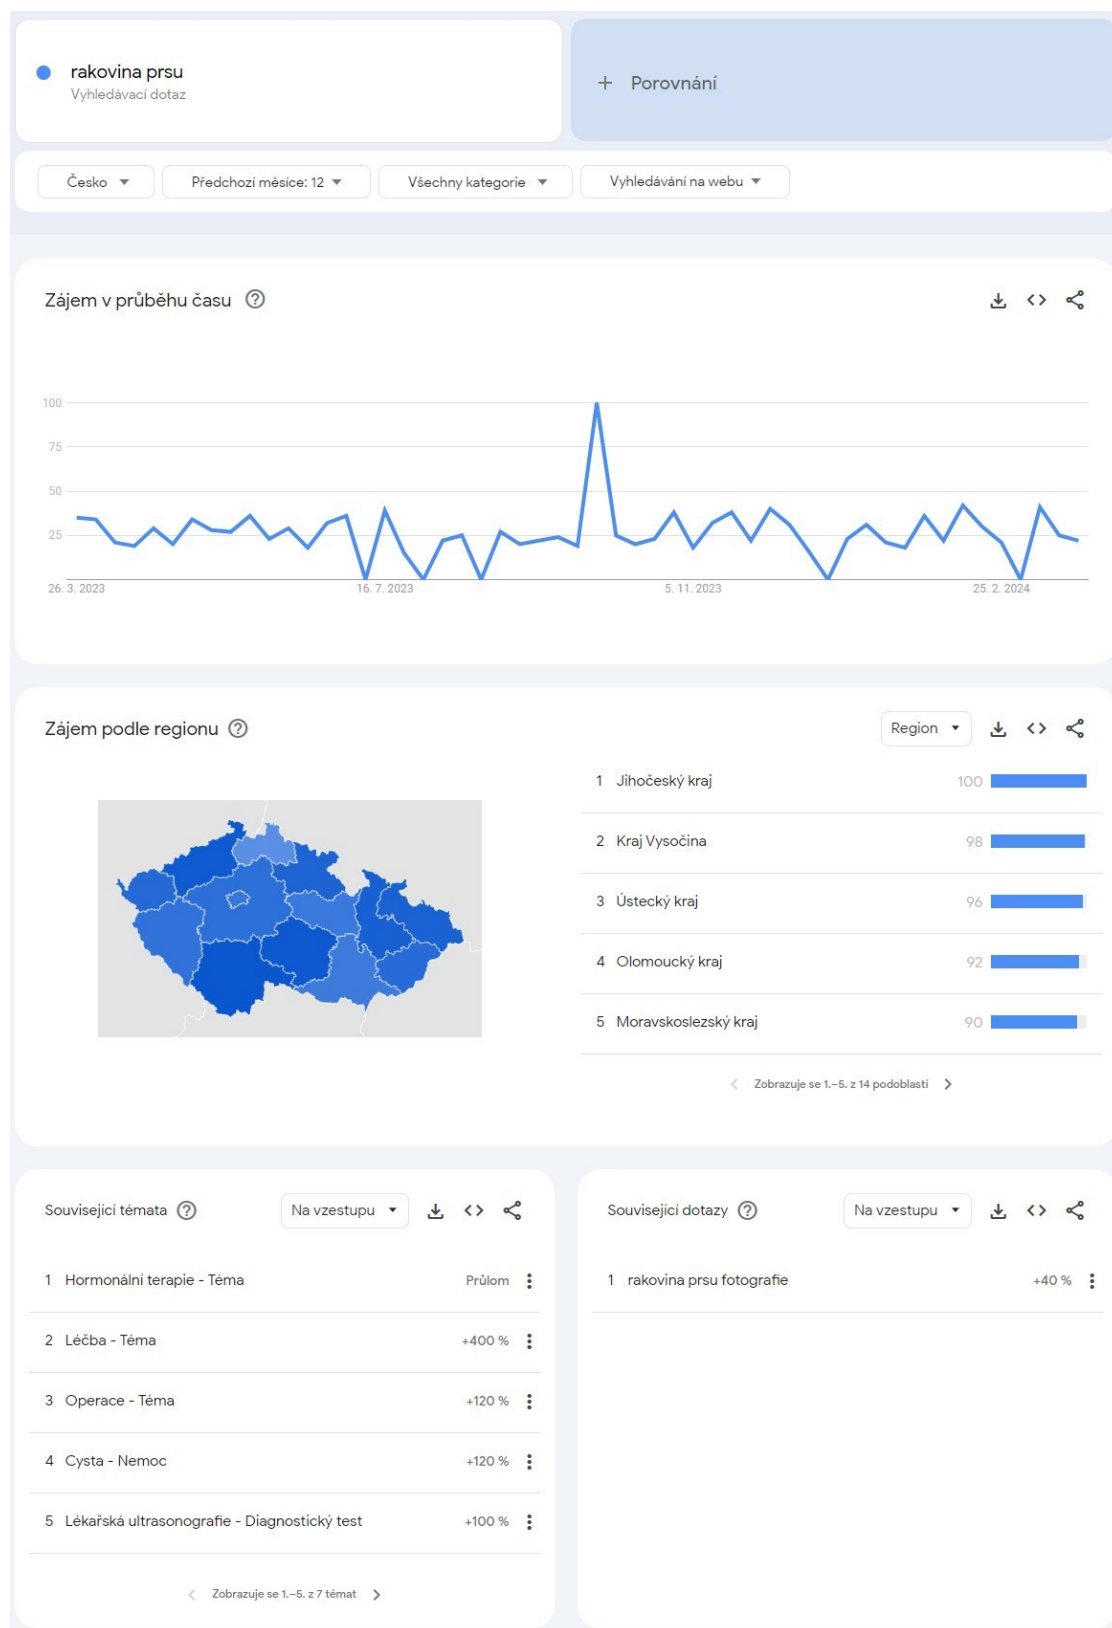 rakovina prsu
Vyhledávací dotaz
+ Porovnání
Česko
Předchozí měsíce: 12
Všechny kategorie
Vyhledávání na webu
Zájem v průběhu času
100
75
50
25
26. 3. 2023
16. 7. 2023
5. 11. 2023
25. 2. 2024
Zájem podle regionu
Region
1 Jihočeský kraj 100
2 Kraj Vysočina 98
3 Ústecký kraj 96
4 Olomoucký kraj 92
5 Moravskoslezský kraj 90
Zobrazuje se 1.–5. z 14 podoblastí
Související témata
Na vzestupu
1 Hormonální terapie - Téma Průlom
2 Léčba - Téma +400 %
3 Operace - Téma +120 %
4 Cysta - Nemoc +120 %
5 Lékařská ultrasonografie - Diagnostický test +100 %
Zobrazuje se 1.–5. z 7 témat
Související dotazy
Na vzestupu
1 rakovina prsu fotografie +40 %